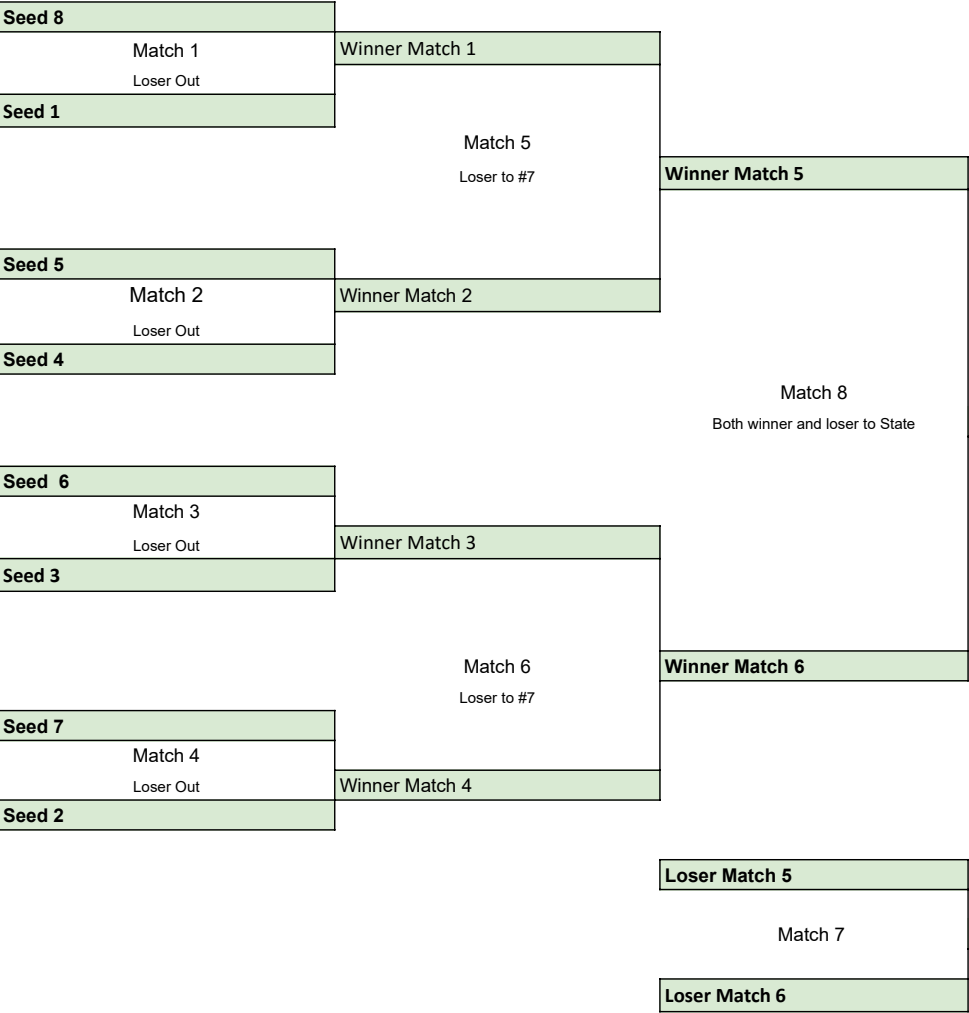 Seed 8
Match 1
Loser Out
Seed 1
Winner Match 1
Match 5
Loser to #7
Winner Match 5
Seed 5
Match 2
Loser Out
Seed 4
Winner Match 2
Match 8
Both winner and loser to State
Seed  6
Match 3
Loser Out
Seed 3
Winner Match 3
Match 6
Loser to #7
Winner Match 6
Seed 7
Match 4
Loser Out
Seed 2
Winner Match 4
Loser Match 5
Match 7
Loser Match 6